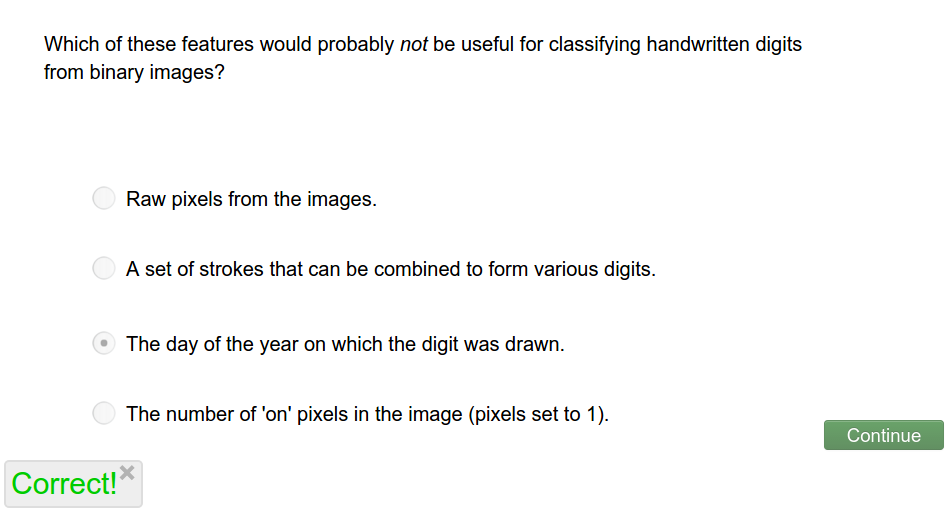 Which of these features would probably not be useful for classifying handwritten digits
from binary images?
Raw pixels from the images.
A set of strokes that can be combined to form various digits.
The day of the year on which the digit was drawn.
The number of 'on' pixels in the image (pixels set to 1).
Continue
Correct!